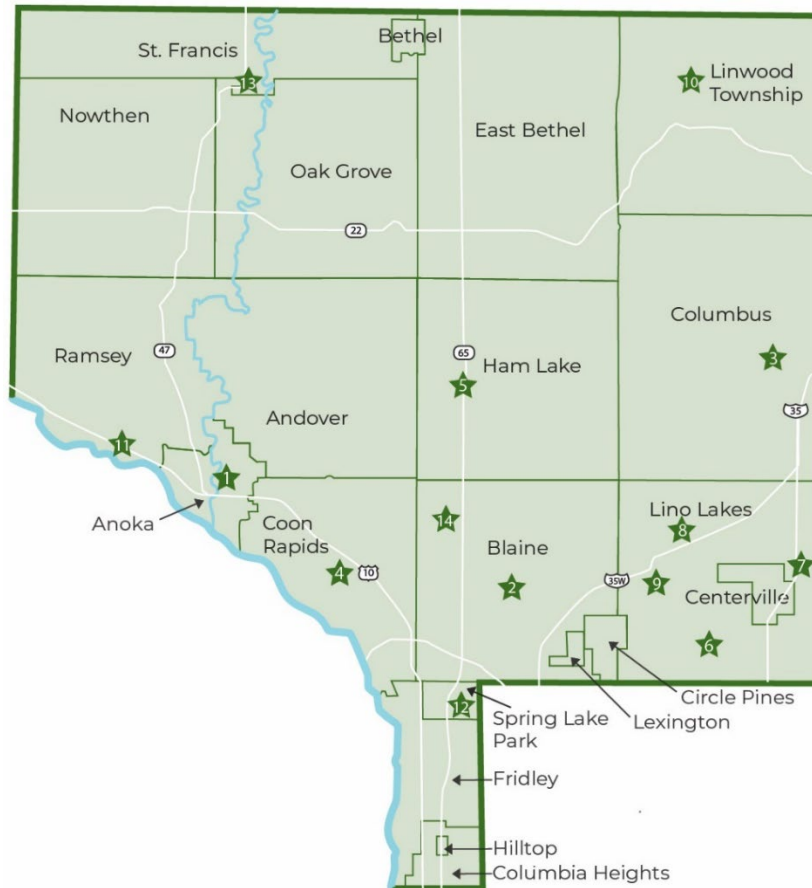 Bethel
St. Francis
13
10
Linwood
Township
Nowthen
East Bethel
Oak Grove
22
Columbus
Ramsey
47
65
3
Ham Lake
5
35
Andover
11
1
Anoka
Lino Lakes
14
8
Coon
Rapids
Blaine
4
10
2
35W
9
7
Centerville
6
Circle Pines
12
Spring Lake
Park
Lexington
Fridley
Hilltop
Columbia Heights